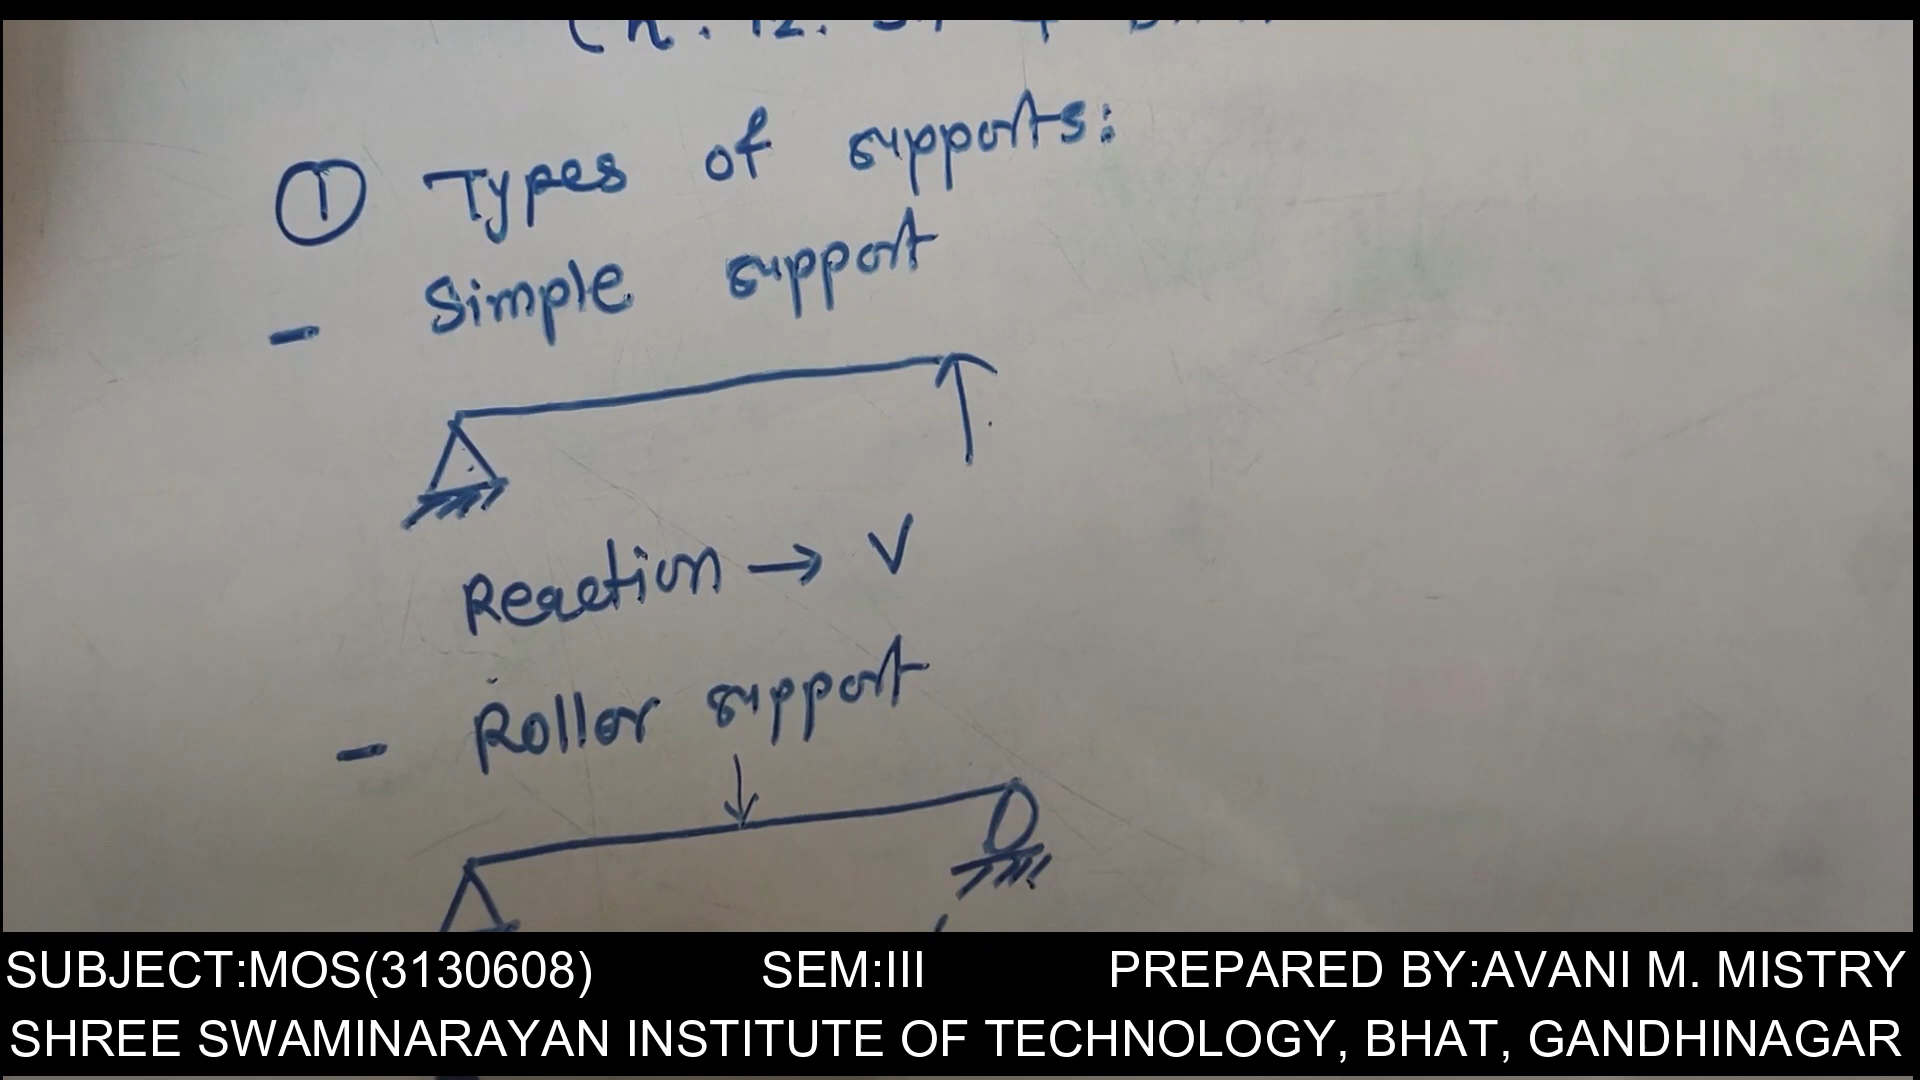 ① Types of supports:
- Simple support
Reaction → V
- Roller support
SUBJECT:MOS(3130608) SEM:III PREPARED BY:AVANI M. MISTRY
SHREE SWAMINARAYAN INSTITUTE OF TECHNOLOGY, BHAT, GANDHINAGAR